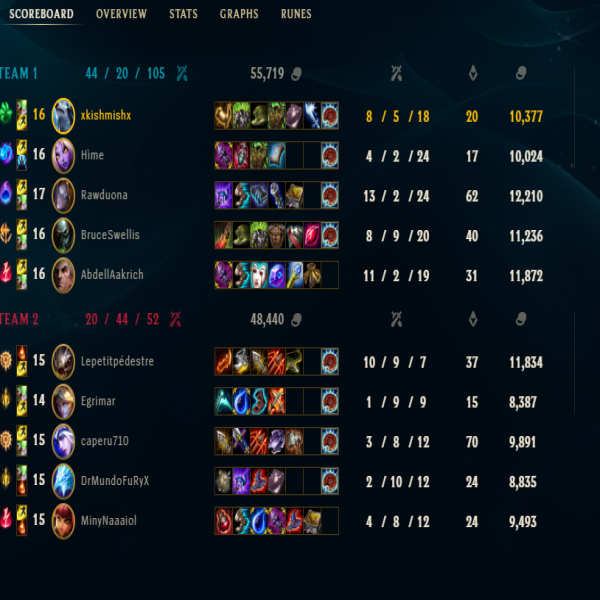 SCOREBOARD OVERVIEW STATS GRAPHS RUNES
TEAM 1 44 / 20 / 105 55,719
16 xkishmishx 8 / 5 / 18 20 10,377
16 Hime 4 / 2 / 24 17 10,024
17 Rawduona 13 / 2 / 24 62 12,210
16 BruceSwellis 8 / 9 / 20 40 11,236
16 AbdellAakrich 11 / 2 / 19 31 11,872
TEAM 2 20 / 44 / 52 48,440
15 Lepetitpédestre 10 / 9 / 7 37 11,834
14 Egrimar 1 / 9 / 9 15 8,387
15 caperu710 3 / 8 / 12 70 9,891
15 DrMundoFuRyX 2 / 10 / 12 24 8,835
15 MinyNaaaiol 4 / 8 / 12 24 9,493